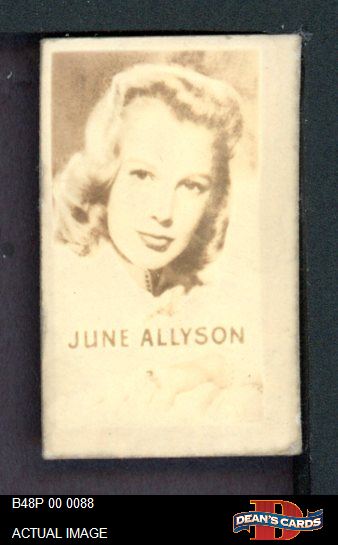 JUNE ALLYSON
B48P 00 0088
ACTUAL IMAGE
DEAN'S CARDS